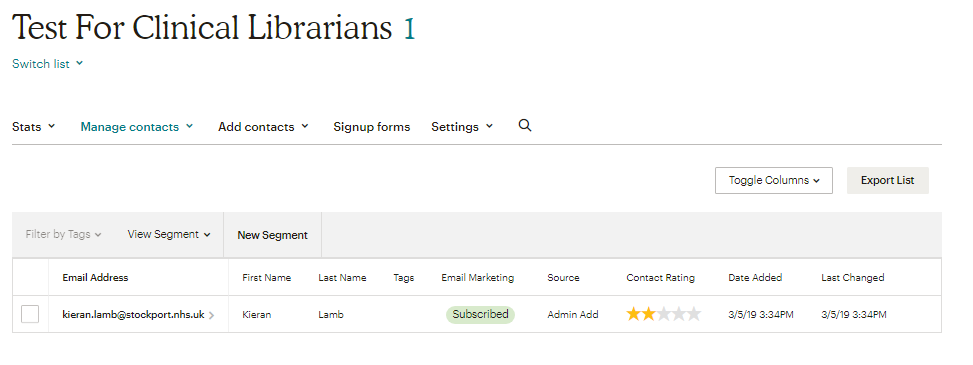 Test For Clinical Librarians 1
Switch list
Stats Manage contacts Add contacts Signup forms Settings
Toggle Columns Export List
Filter by Tags View Segment New Segment
Email Address First Name Last Name Tags Email Marketing Source Contact Rating Date Added Last Changed
kieran.lamb@stockport.nhs.uk Kieran Lamb Subscribed Admin Add 3/5/19 3:34PM 3/5/19 3:34PM